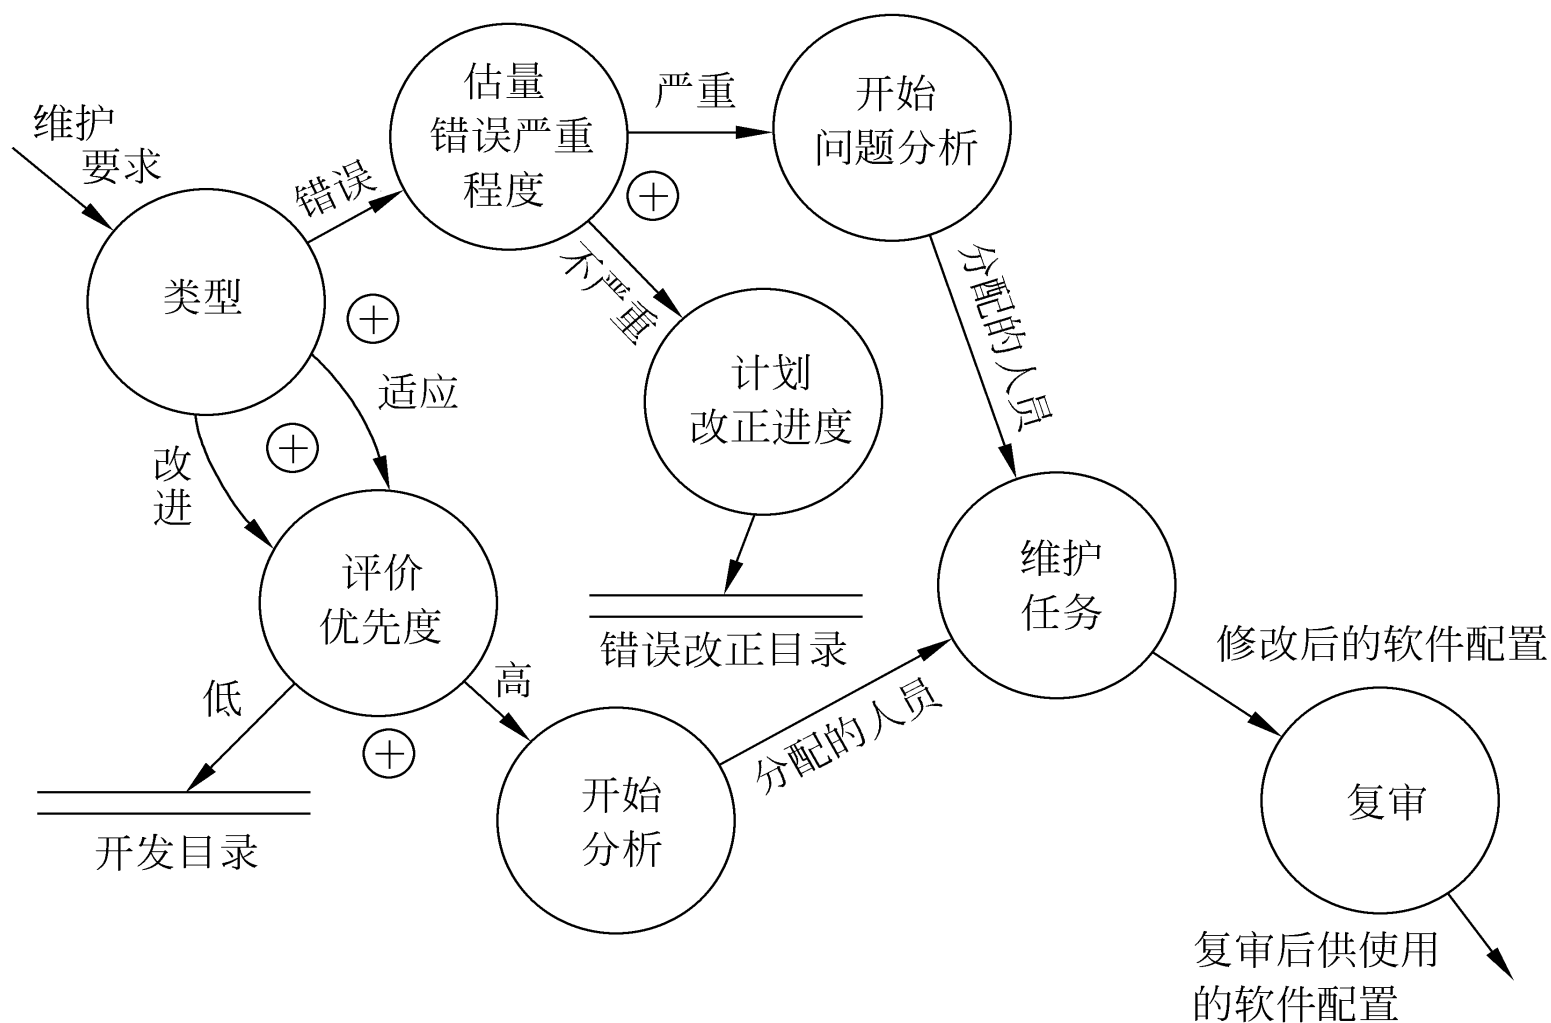 维护
要求
类型
错误
估量
错误严重
程度
严重
开始
问题分析
不严重
分配的人员
适应
改
进
计划
改正进度
错误改正目录
评价
优先度
低
高
开发目录
开始
分析
分配的人员
维护
任务
修改后的软件配置
复审
复审后供使用
的软件配置